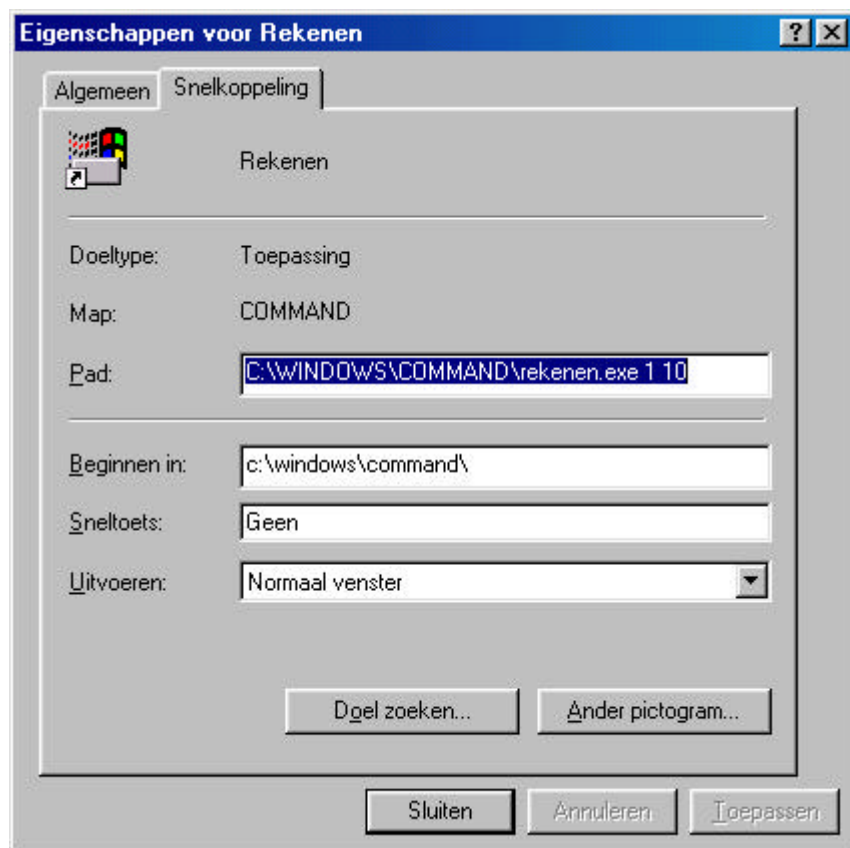 Eigenschappen voor Rekenen
Algemeen Snelkoppeling
Rekenen
Doeltype: Toepassing
Map: COMMAND
Pad: C:\WINDOWS\COMMAND\rekenen.exe 1 10
Beginnen in: c:\windows\command\
Sneltoets: Geen
Uitvoeren: Normaal venster
Doel zoeken... Ander pictogram...
Sluiten Annuleren Toepassen